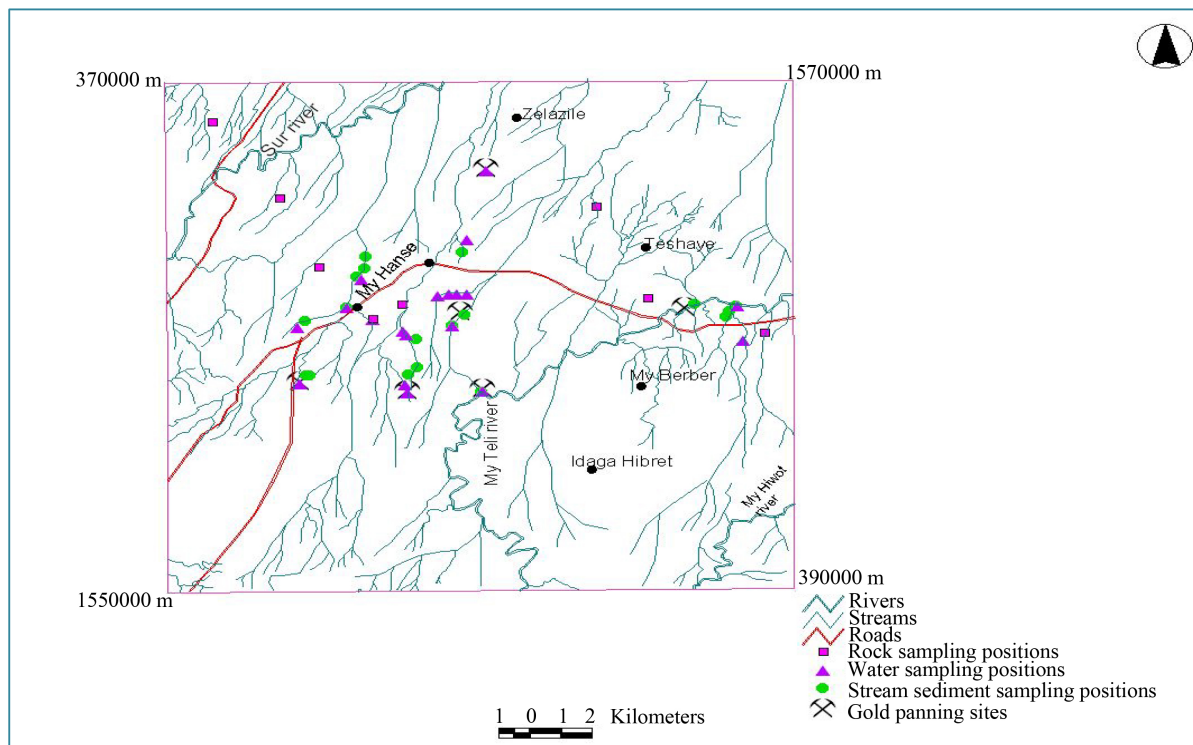 370000 m
1570000 m
Zelazile
Sur river
Teshaye
My Hanse
My Berber
My Teli river
Idaga Hibret
My Hiwot
river
1550000 m
390000 m
Rivers
Streams
Roads
Rock sampling positions
Water sampling positions
Stream sediment sampling positions
Gold panning sites
1 0 1 2 Kilometers